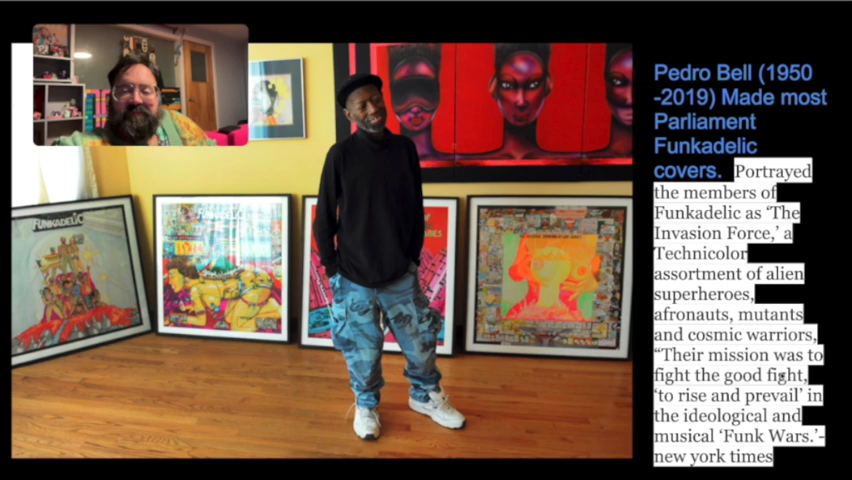 Pedro Bell (1950
-2019) Made most
Parliament
Funkadelic
covers. Portrayed
the members of
Funkadelic as ‘The
Invasion Force,’ a
Technicolor
assortment of alien
superheroes,
afronauts, mutants
and cosmic warriors,
“Their mission was to
fight the good fight,
‘to rise and prevail’ in
the ideological and
musical ‘Funk Wars.’-
new york times
FUNKADELIC